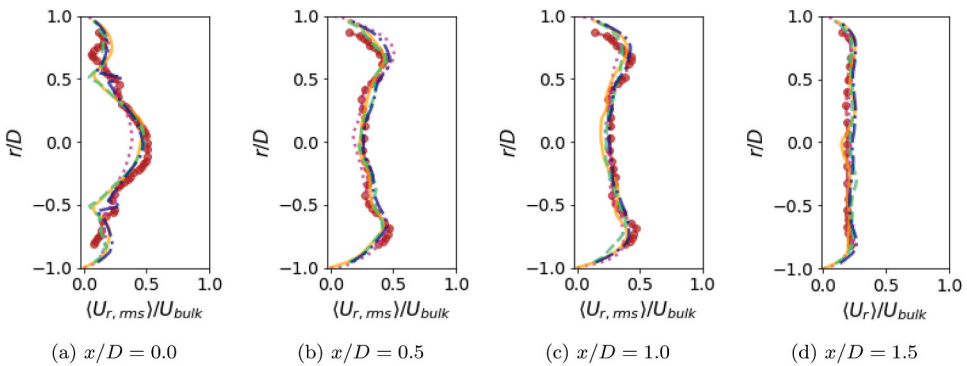 1.0 1.0 1.0 1.0
0.5 0.5 0.5 0.5
r/D 0.0 r/D 0.0 r/D 0.0 r/D 0.0
−0.5 −0.5 −0.5 −0.5
−1.0 −1.0 −1.0 −1.0
0.0 0.5 1.0 0.0 0.5 1.0 0.0 0.5 1.0 0.0 0.5 1.0
⟨U_{r, rms}⟩/U_{bulk} ⟨U_{r, rms}⟩/U_{bulk} ⟨U_{r, rms}⟩/U_{bulk} ⟨U_r⟩/U_{bulk}
(a) x/D = 0.0 (b) x/D = 0.5 (c) x/D = 1.0 (d) x/D = 1.5